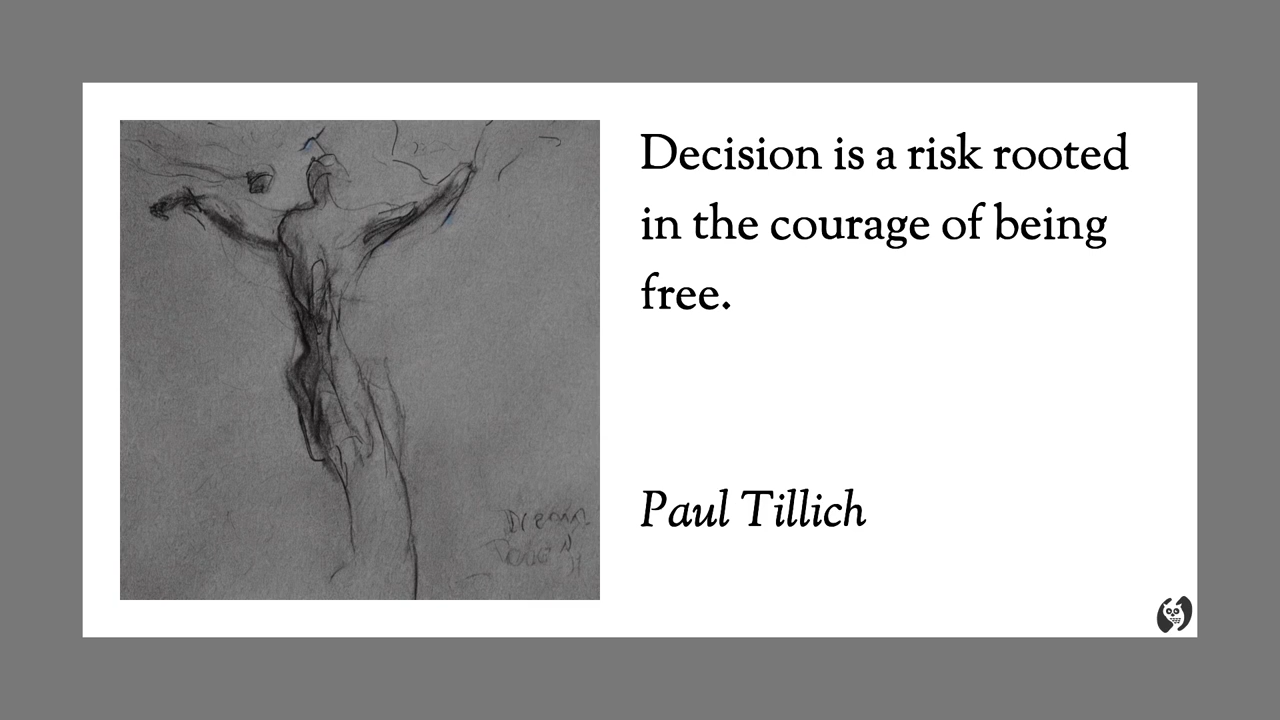 Decision is a risk rooted
in the courage of being
free.
Paul Tillich